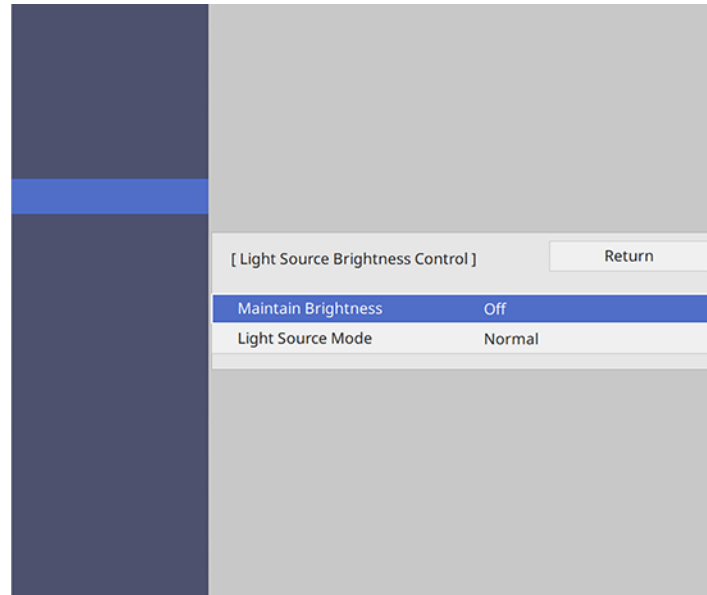 [ Light Source Brightness Control ] Return
Maintain Brightness Off
Light Source Mode Normal